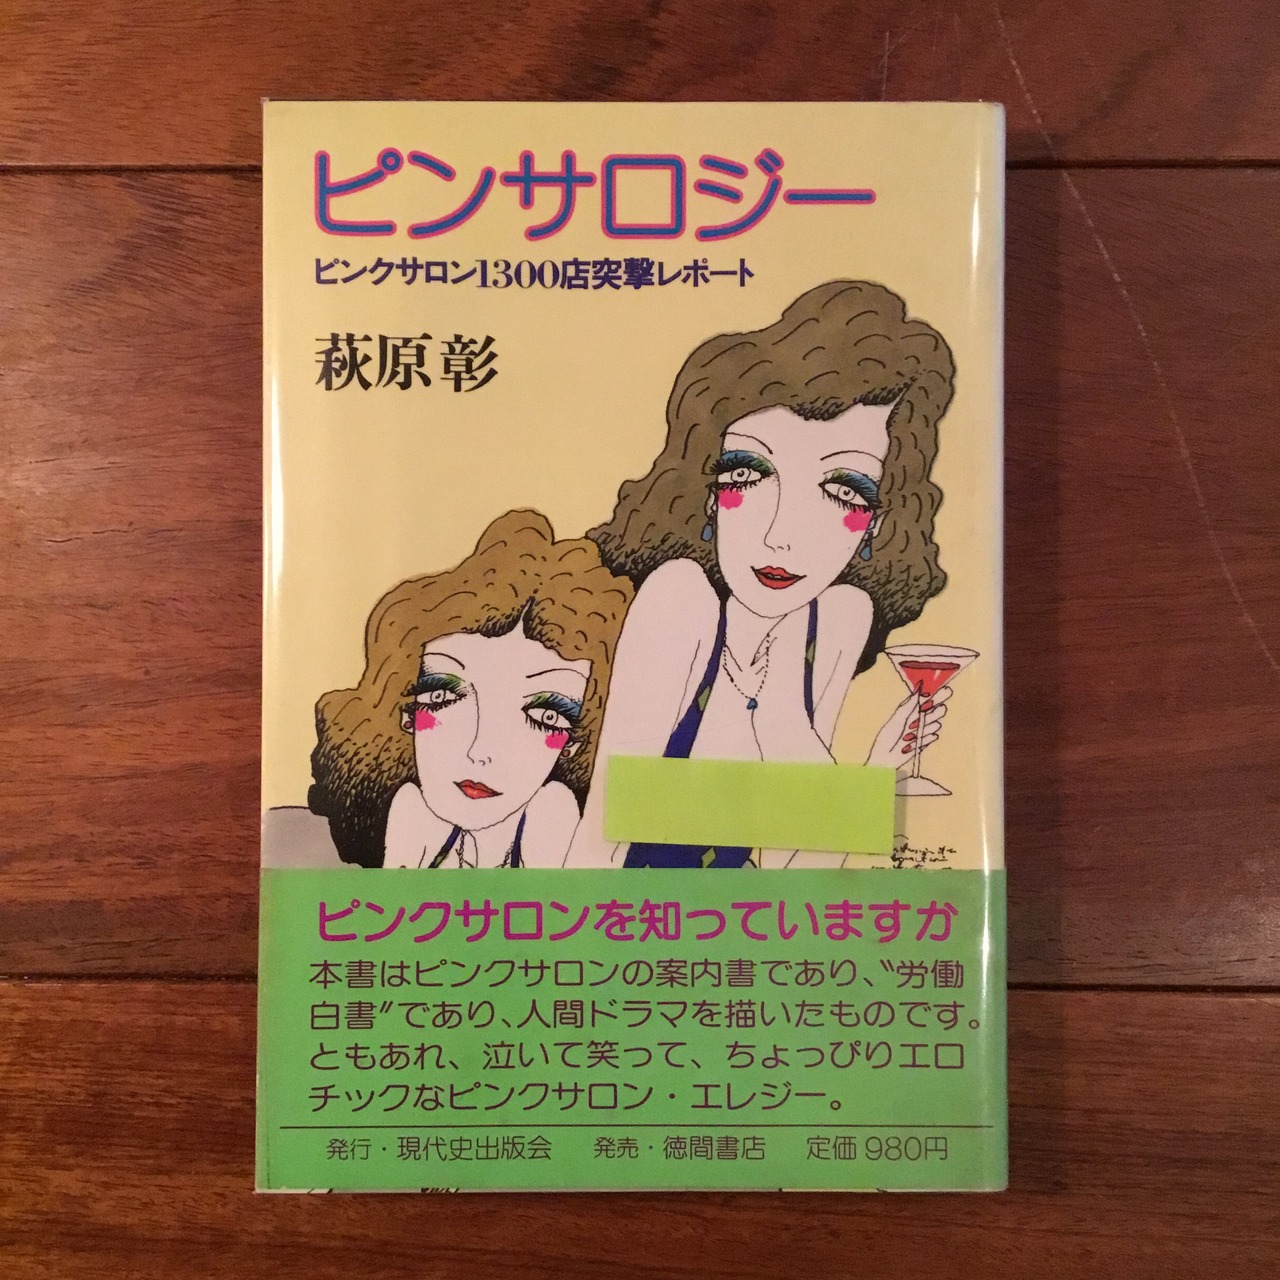 ピンサロジー
ピンクサロン1300店突撃レポート
萩原彰
ピンクサロンを知っていますか
本書はピンクサロンの案内書であり、〝労働
白書〟であり、人間ドラマを描いたものです。
ともあれ、泣いて笑って、ちょっぴりエロ
チックなピンクサロン・エレジー。
発行・現代史出版会 発売・徳間書店 定価980円